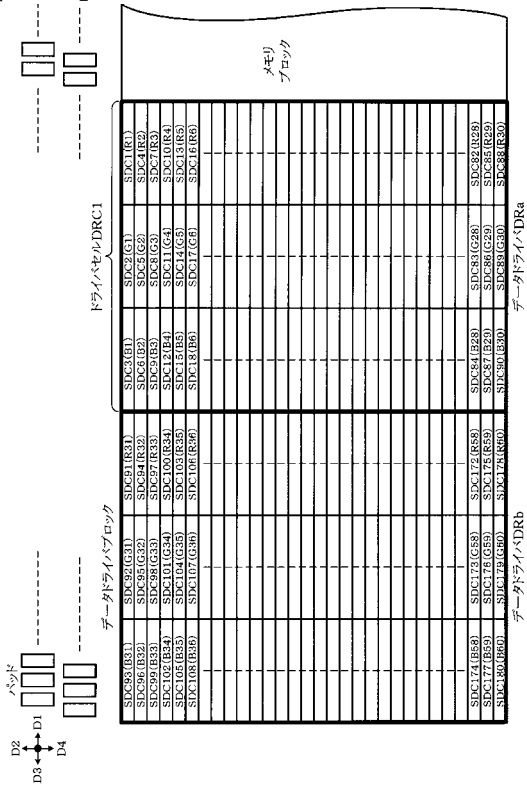 パッド
D2
D3 D1
D4
データドライバブロック ドライバセルDRC1
メモリ
ブロック
SDC93(B31) SDC92(G31) SDC91(R31) SDC3(B1) SDC2(G1) SDC1(R1)
SDC96(B32) SDC95(G32) SDC94(R32) SDC6(B2) SDC5(G2) SDC4(R2)
SDC99(B33) SDC98(G33) SDC97(R33) SDC9(B3) SDC8(G3) SDC7(R3)
SDC102(B34) SDC101(G34) SDC100(R34) SDC12(B4) SDC11(G4) SDC10(R4)
SDC105(B35) SDC104(G35) SDC103(R35) SDC15(B5) SDC14(G5) SDC13(R5)
SDC108(B36) SDC107(G36) SDC106(R36) SDC18(B6) SDC17(G6) SDC16(R6)
SDC174(B58) SDC173(G58) SDC172(R58) SDC84(B28) SDC83(G28) SDC82(R28)
SDC177(B59) SDC176(G59) SDC175(R59) SDC87(B29) SDC86(G29) SDC85(R29)
SDC180(B60) SDC179(G60) SDC178(R60) SDC90(B30) SDC89(G30) SDC88(R30)
データドライバDRb データドライバDRa